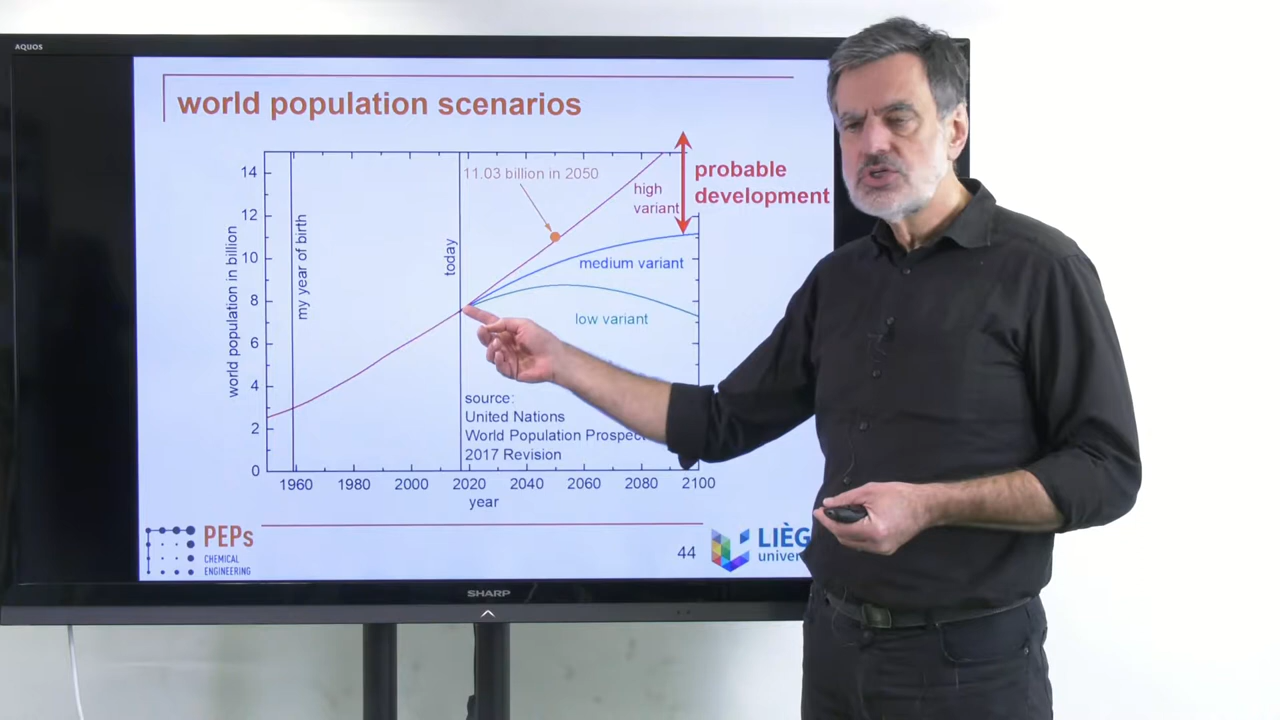 AQUOS
world population scenarios
probable
development
11.03 billion in 2050
high
variant
medium variant
low variant
today
my year of birth
world population in billion
14
12
10
8
6
4
2
0
source:
United Nations
World Population Prospec
2017 Revision
1960 1980 2000 2020 2040 2060 2080 2100
year
PEPs
CHEMICAL
ENGINEERING
44
LIÈG
univer
SHARP